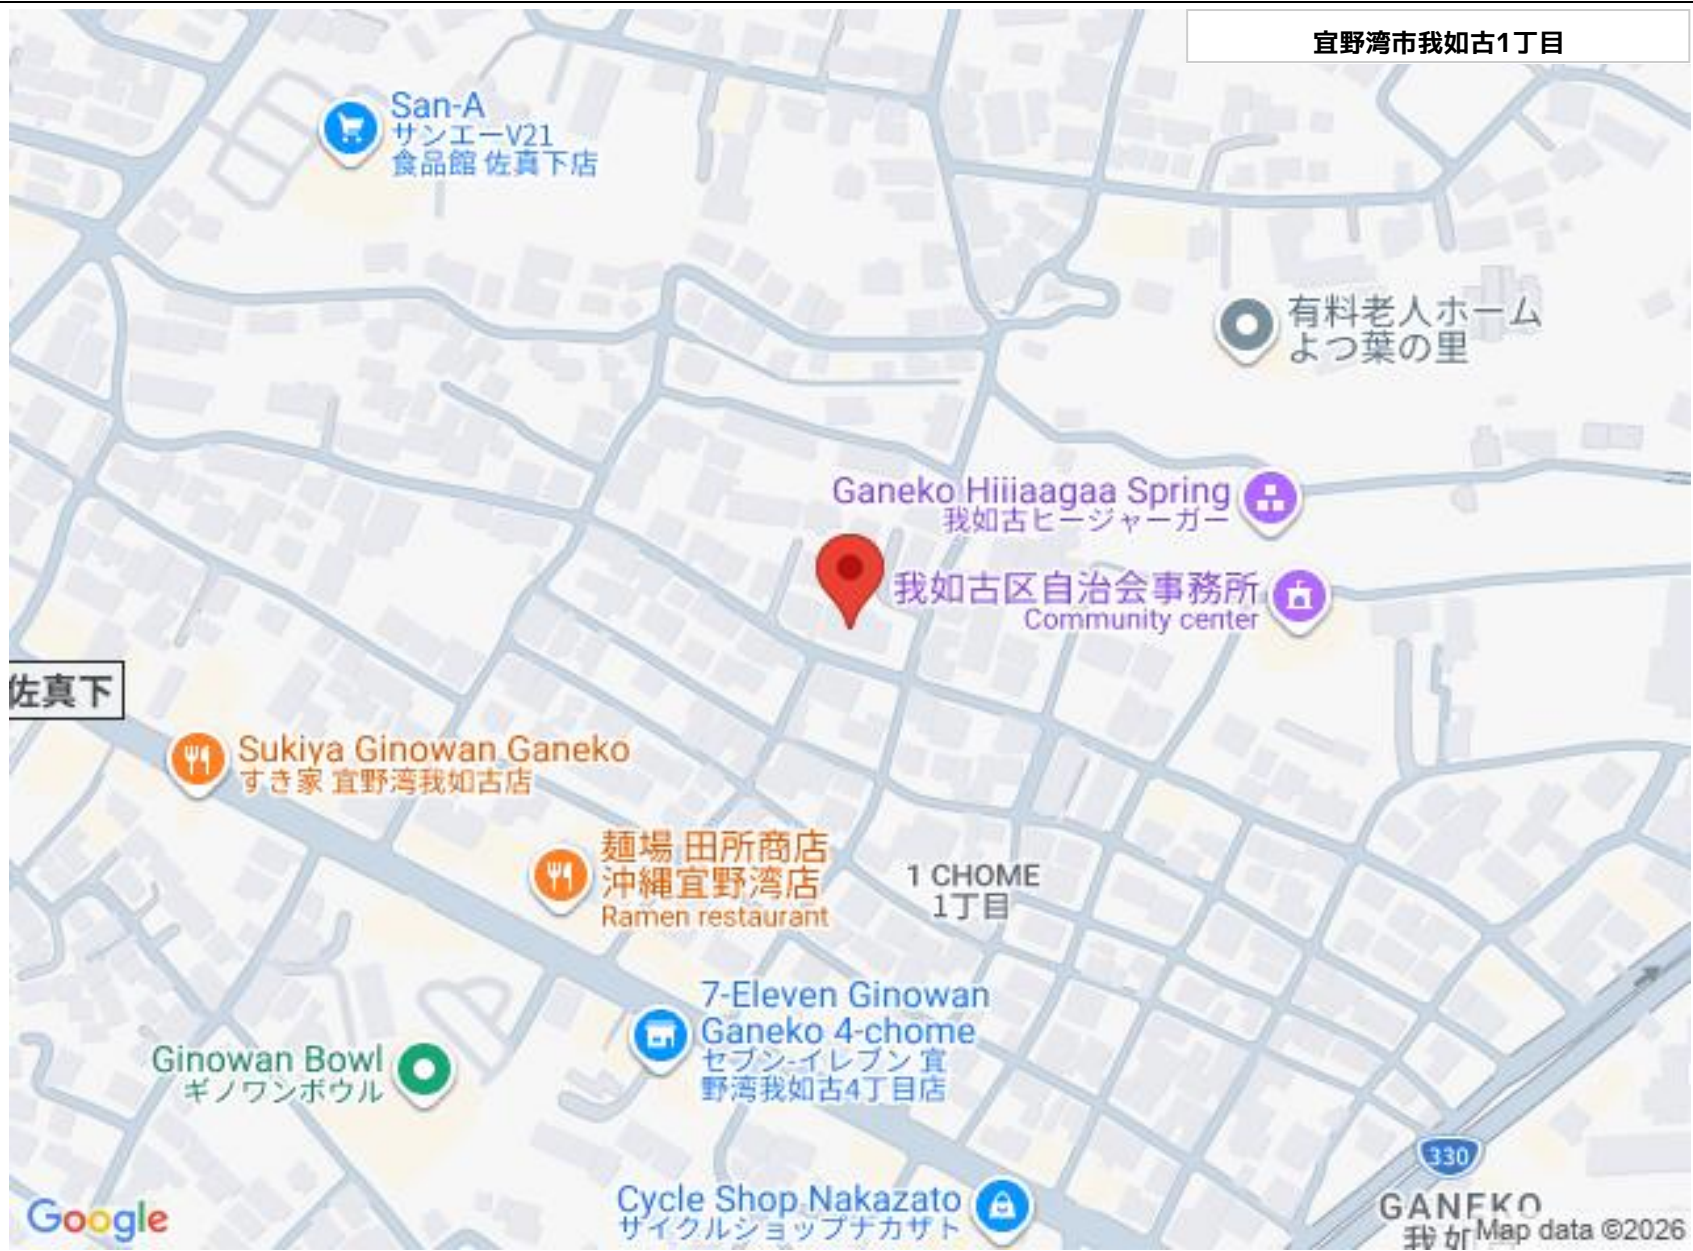 宜野湾市我如古1丁目
San-A
サンエーV21
食品館 佐真下店
有料老人ホーム
よつ葉の里
Ganeko Hiiiaagaa Spring
我如古ヒージャーガー
我如古区自治会事務所
Community center
佐真下
Sukiya Ginowan Ganeko
すき家 宜野湾我如古店
麺場 田所商店
沖縄宜野湾店
Ramen restaurant
1 CHOME
1丁目
7-Eleven Ginowan
Ganeko 4-chome
セブン-イレブン 宜
野湾我如古4丁目店
Ginowan Bowl
ギノワンボウル
330
Cycle Shop Nakazato
サイクルショップナカザト
GANEKO
我如
Google
Map data ©2026